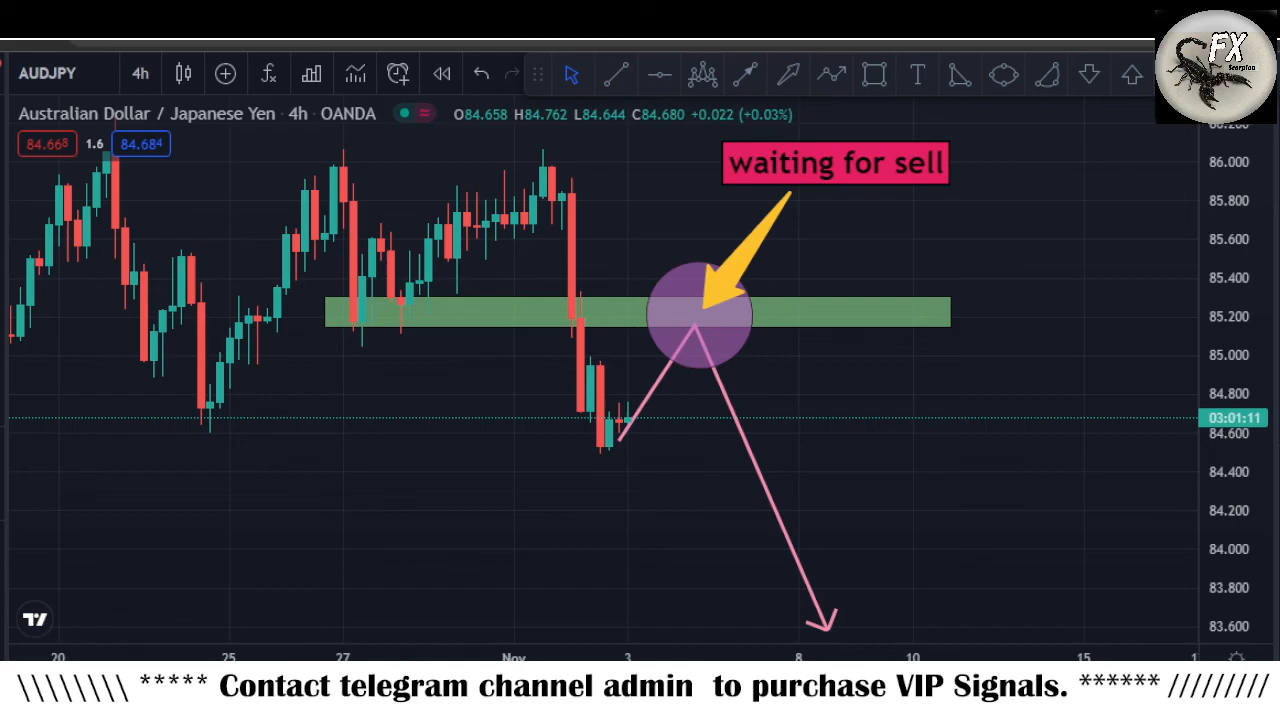 FX
Scorpion
AUDJPY 4h
Australian Dollar / Japanese Yen · 4h · OANDA O84.658 H84.762 L84.644 C84.680 +0.022 (+0.03%)
84.668 1.6 84.684
waiting for sell
86.000
85.800
85.600
85.400
85.200
85.000
84.800
03:01:11
84.600
84.400
84.200
84.000
83.800
83.600
20 25 27 Nov 3 8 10 15
\\\\\\\\\ ***** Contact telegram channel admin to purchase VIP Signals. ****** /////////